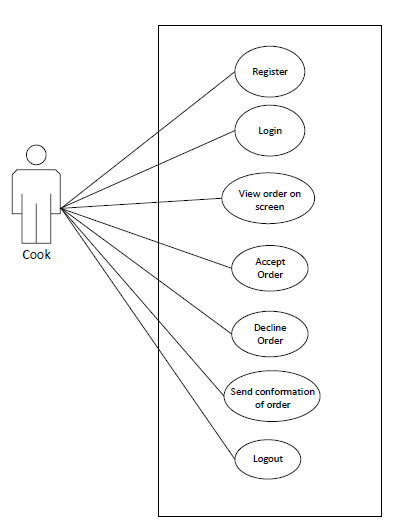 Register
Login
View order on
screen
Cook
Accept
Order
Decline
Order
Send conformation
of order
Logout